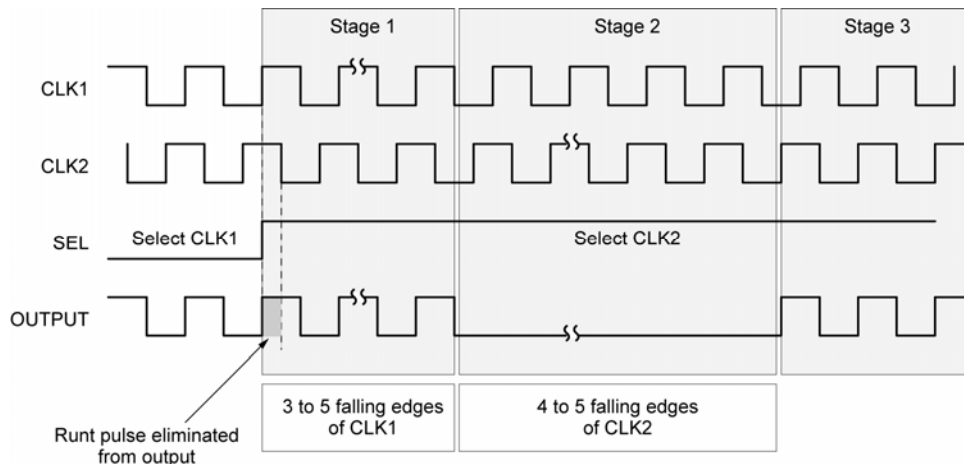 Stage 1
Stage 2
Stage 3
CLK1
CLK2
SEL
Select CLK1
Select CLK2
OUTPUT
3 to 5 falling edges
of CLK1
4 to 5 falling edges
of CLK2
Runt pulse eliminated
from output